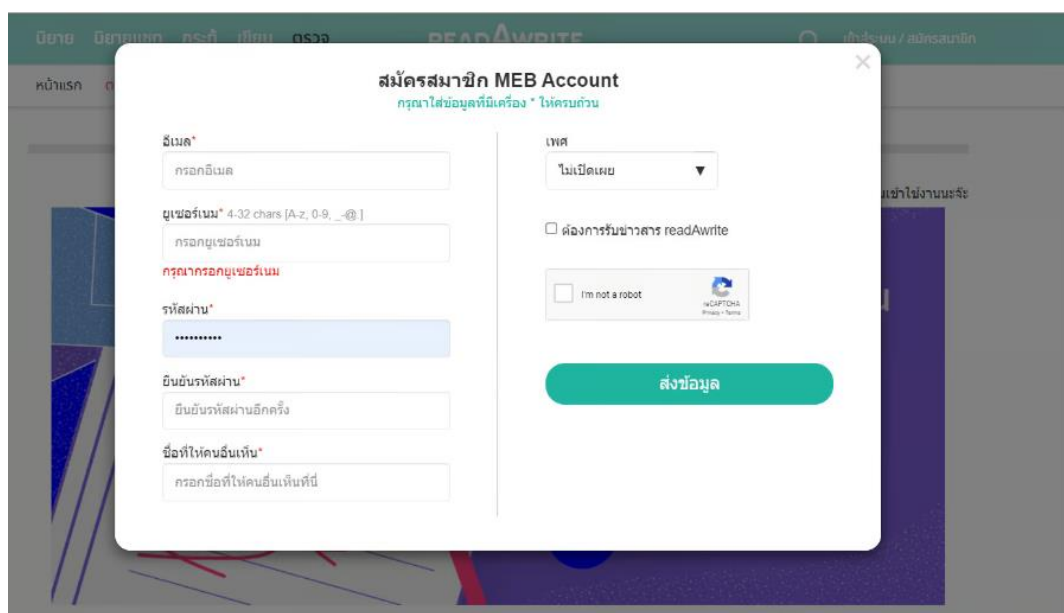 นิยาย นิยายแชท กระทู้ เขียน ตรวจ READAWRITE เข้าสู่ระบบ / สมัครสมาชิก
หน้าแรก
สมัครสมาชิก MEB Account
กรุณาใส่ข้อมูลที่มีเครื่อง * ให้ครบถ้วน
อีเมล*
กรอกอีเมล
ยูเซอร์เนม* 4-32 chars [A-z, 0-9, _-@.]
กรอกยูเซอร์เนม
กรุณากรอกยูเซอร์เนม
รหัสผ่าน*
••••••••••
ยืนยันรหัสผ่าน*
ยืนยันรหัสผ่านอีกครั้ง
ชื่อที่ให้คนอื่นเห็น*
กรอกชื่อที่ให้คนอื่นเห็นที่นี่
เพศ
ไม่เปิดเผย
ต้องการรับข่าวสาร readAwrite
I'm not a robot
reCAPTCHA
Privacy - Terms
ส่งข้อมูล